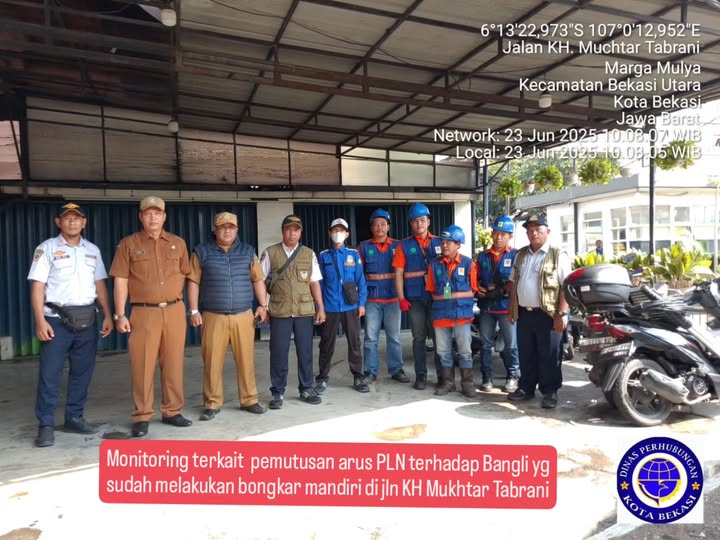 6°13'22,973"S 107°0'12,952"E
Jalan KH. Muchtar Tabrani
Marga Mulya
Kecamatan Bekasi Utara
Kota Bekasi
Jawa Barat
Network: 23 Jun 2025 10.08.07 WIB
Local: 23 Jun 2025 10.08.05 WIB
Monitoring terkait pemutusan arus PLN terhadap Bangli yg
sudah melakukan bongkar mandiri di jln KH Mukhtar Tabrani
DINAS PERHUBUNGAN
KOTA BEKASI